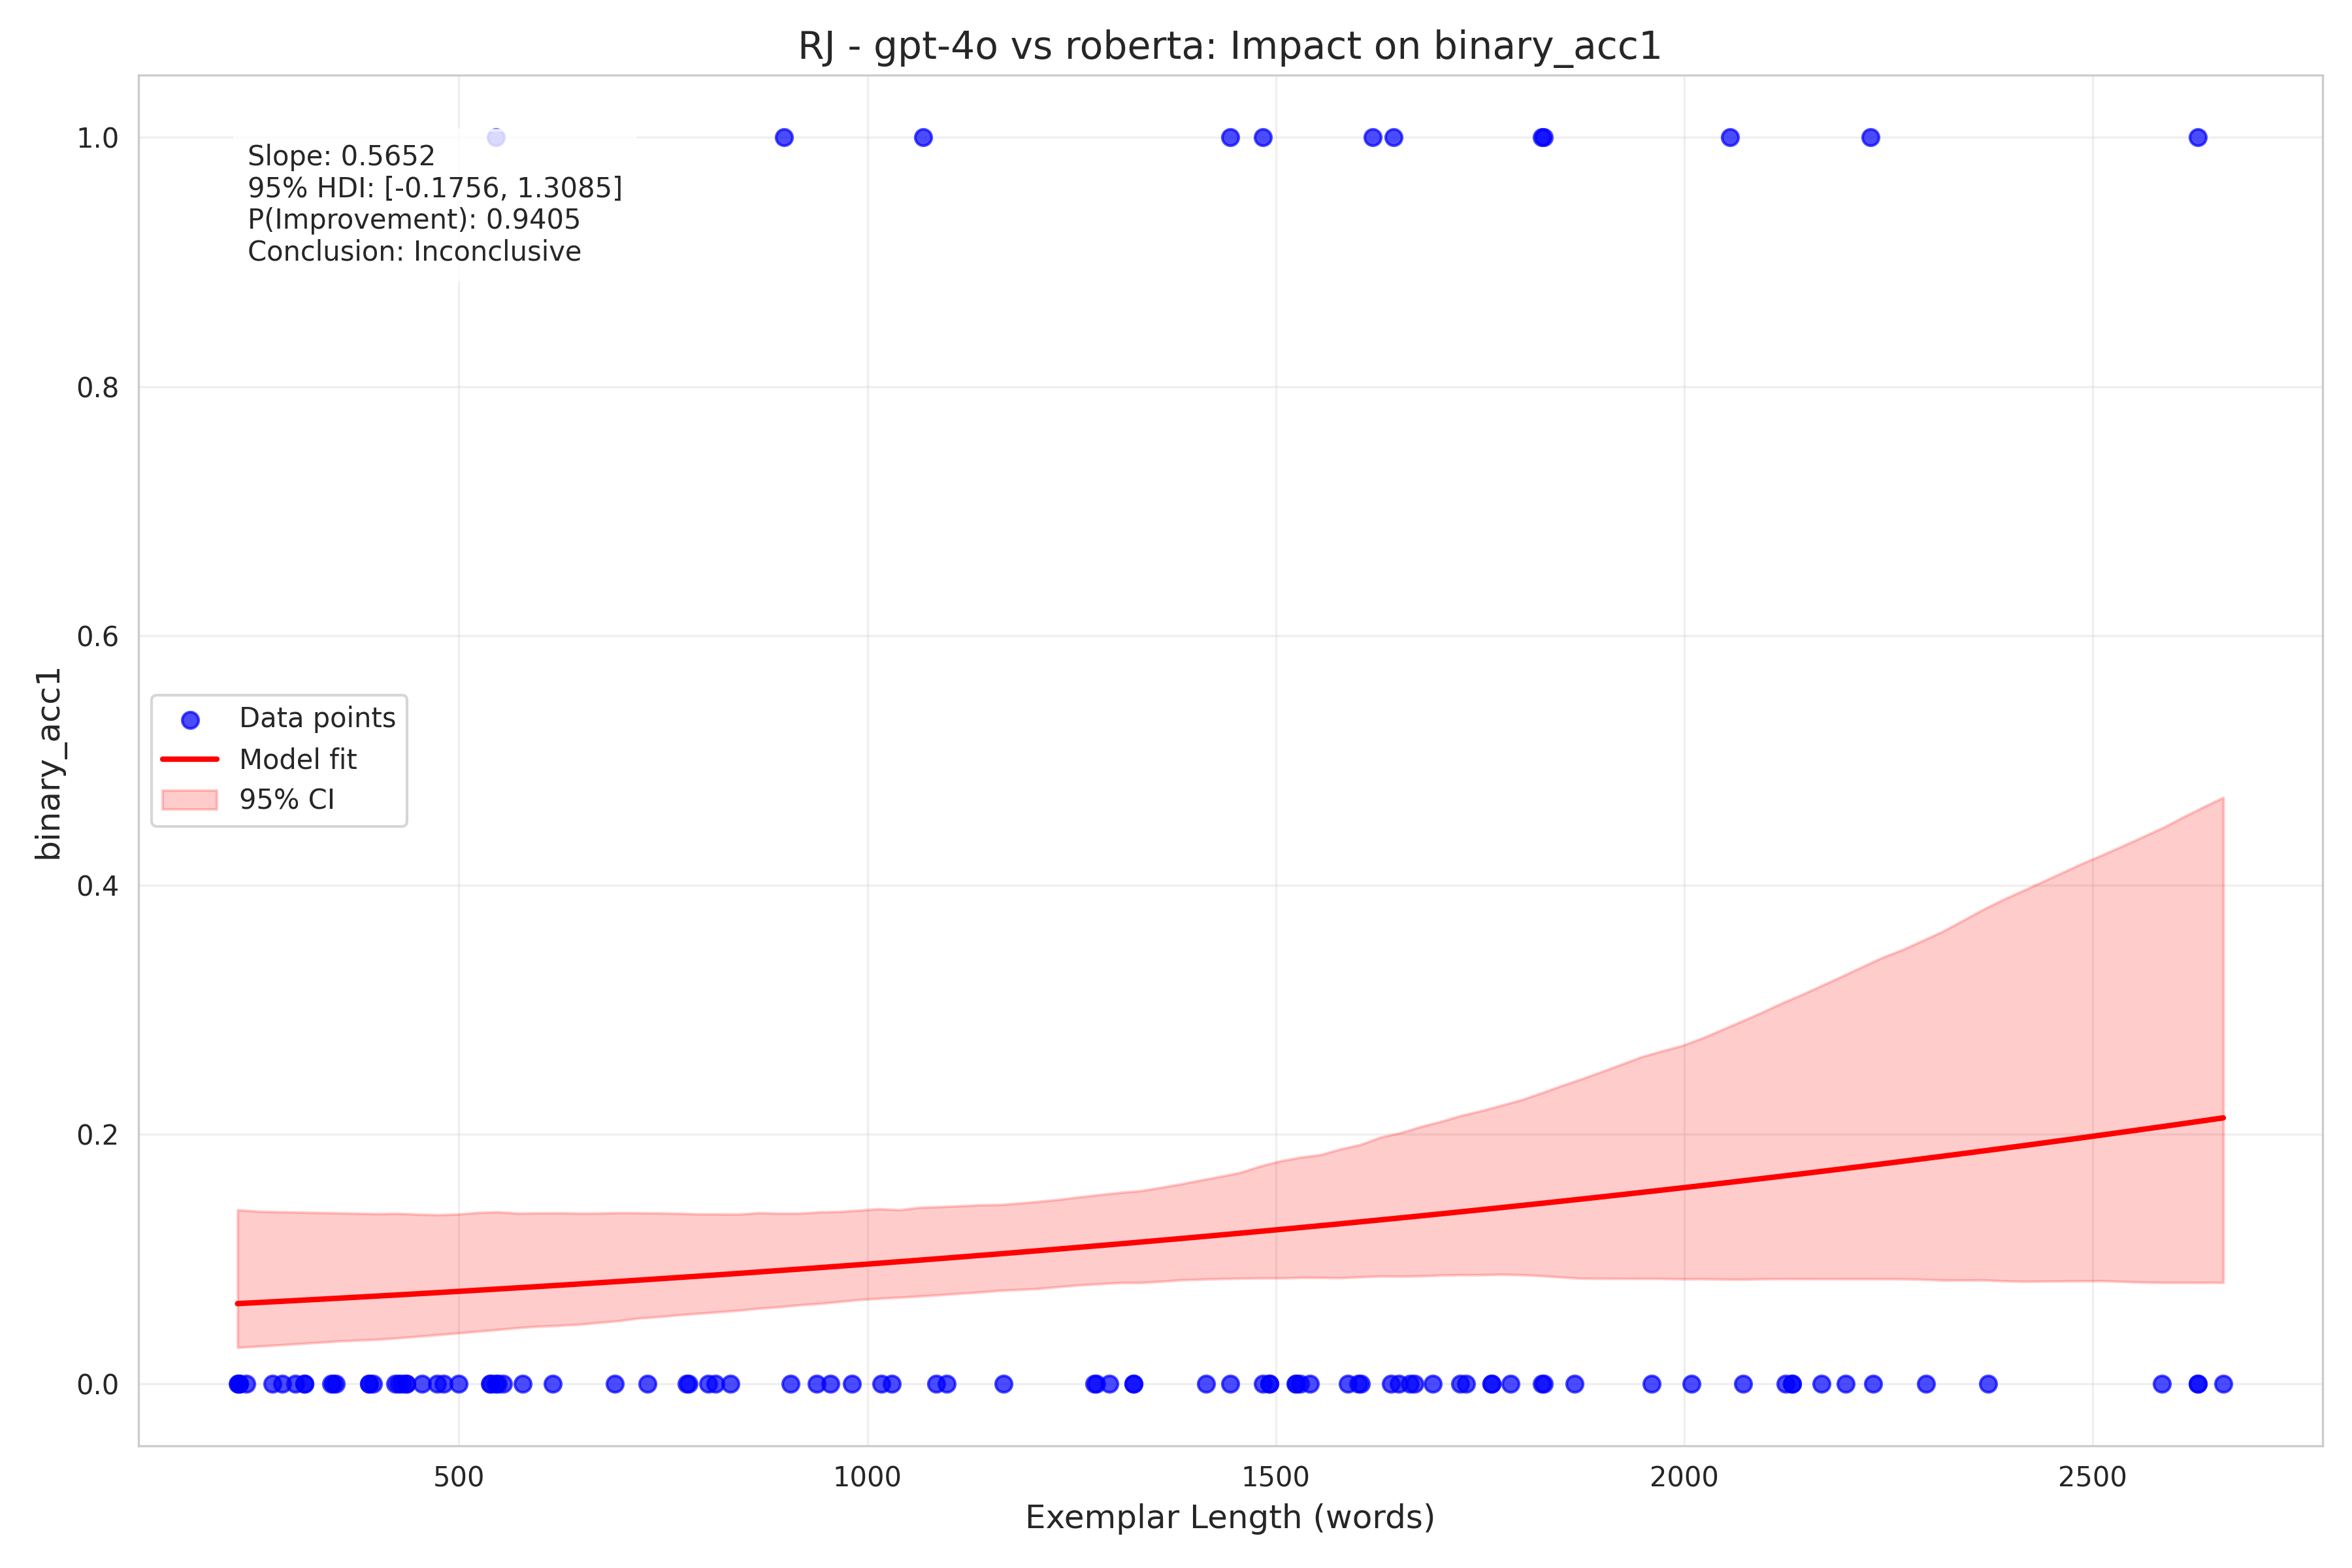 RJ - gpt-4o vs roberta: Impact on binary_acc1
1.0
0.8
0.6
0.4
0.2
0.0
binary_acc1
Slope: 0.5652
95% HDI: [-0.1756, 1.3085]
P(Improvement): 0.9405
Conclusion: Inconclusive
Data points
Model fit
95% CI
500
1000
1500
2000
2500
Exemplar Length (words)